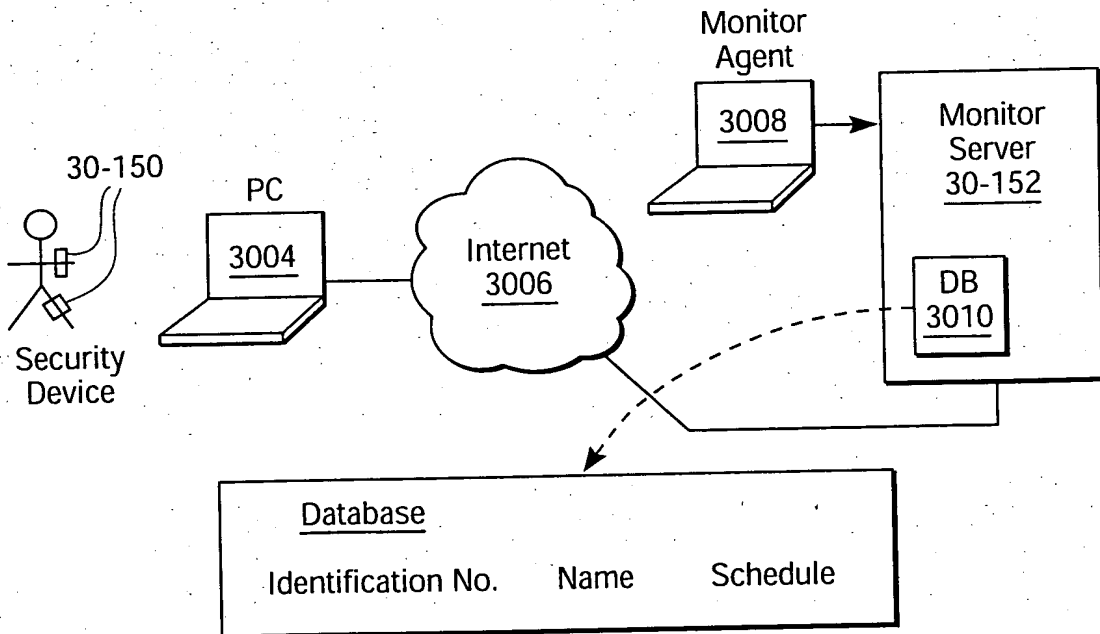 Monitor
Agent
3008
Monitor
Server
30-152
30-150
PC
3004
Internet
3006
DB
3010
Security
Device
Database
Identification No. Name Schedule